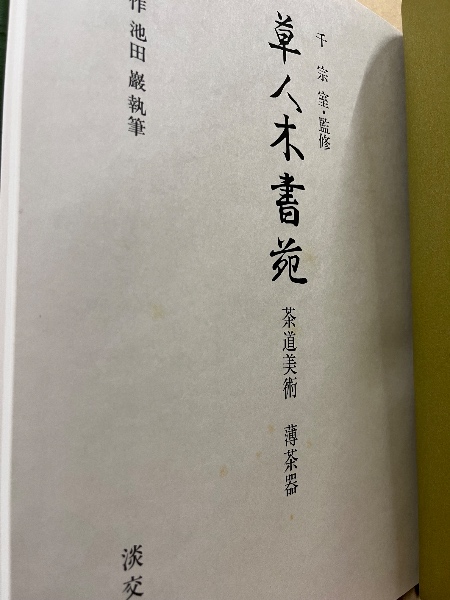 千宗室・監修
草人木書苑
茶道美術　薄茶器
作 池田 巖執筆
淡交